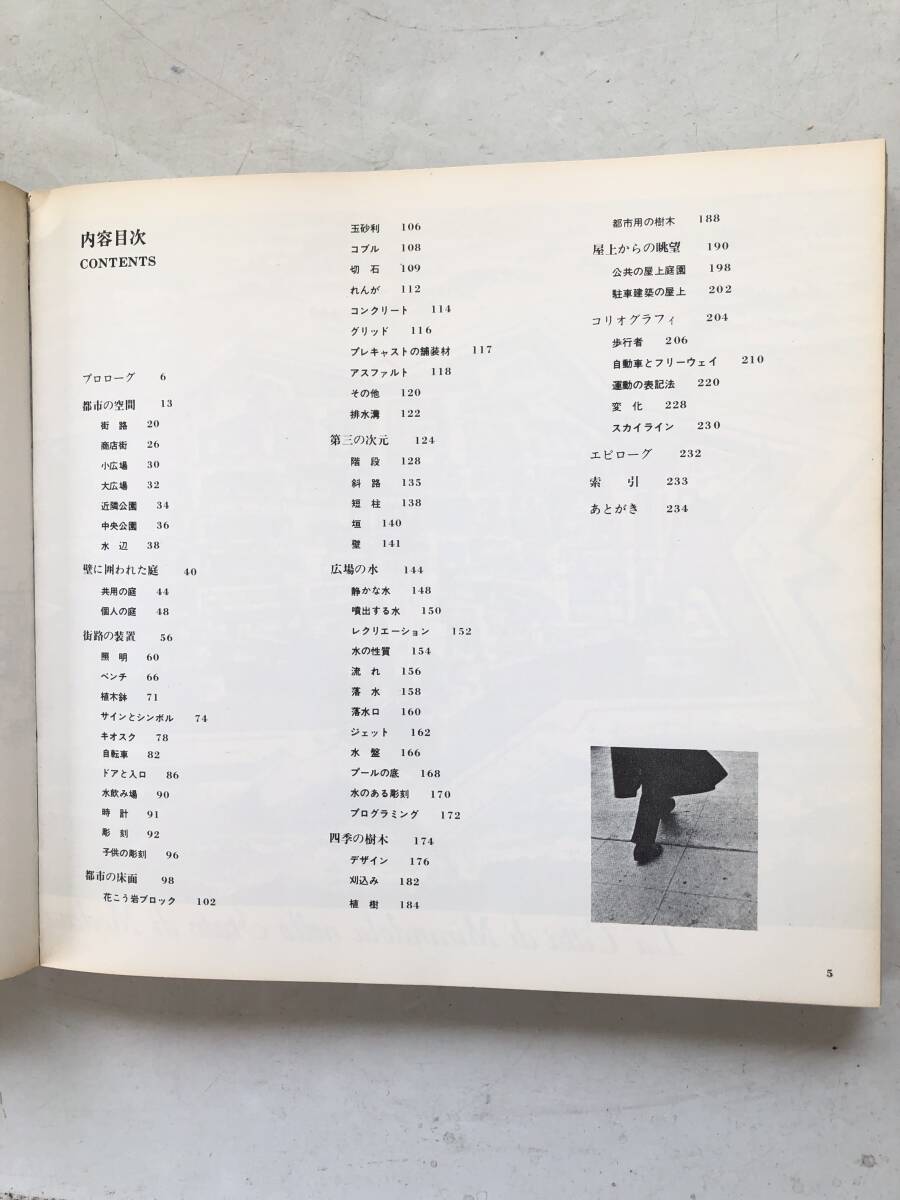 内容目次
CONTENTS
プロローグ 6
都市の空間 13
街路 20
商店街 26
小広場 30
大広場 32
近隣公園 34
中央公園 36
水辺 38
壁に囲われた庭 40
共用の庭 44
個人の庭 48
街路の装置 56
照明 60
ベンチ 66
植木鉢 71
サインとシンボル 74
キオスク 78
自転車 82
ドアと入口 86
水飲み場 90
時計 91
彫刻 92
子供の彫刻 96
都市の床面 98
花こう岩ブロック 102
玉砂利 106
コブル 108
切石 109
れんが 112
コンクリート 114
グリッド 116
プレキャストの舗装材 117
アスファルト 118
その他 120
排水溝 122
第三の次元 124
階段 128
斜路 135
短柱 138
垣 140
壁 141
広場の水 144
静かな水 148
噴出する水 150
レクリエーション 152
水の性質 154
流れ 156
落水 158
落水口 160
ジェット 162
水盤 166
プールの底 168
水のある彫刻 170
プログラミング 172
四季の樹木 174
デザイン 176
刈込み 182
植樹 184
都市用の樹木 188
屋上からの眺望 190
公共の屋上庭園 198
駐車建築の屋上 202
コリオグラフィ 204
歩行者 206
自動車とフリーウェイ 210
運動の表記法 220
変化 228
スカイライン 230
エピローグ 232
索引 233
あとがき 234
5